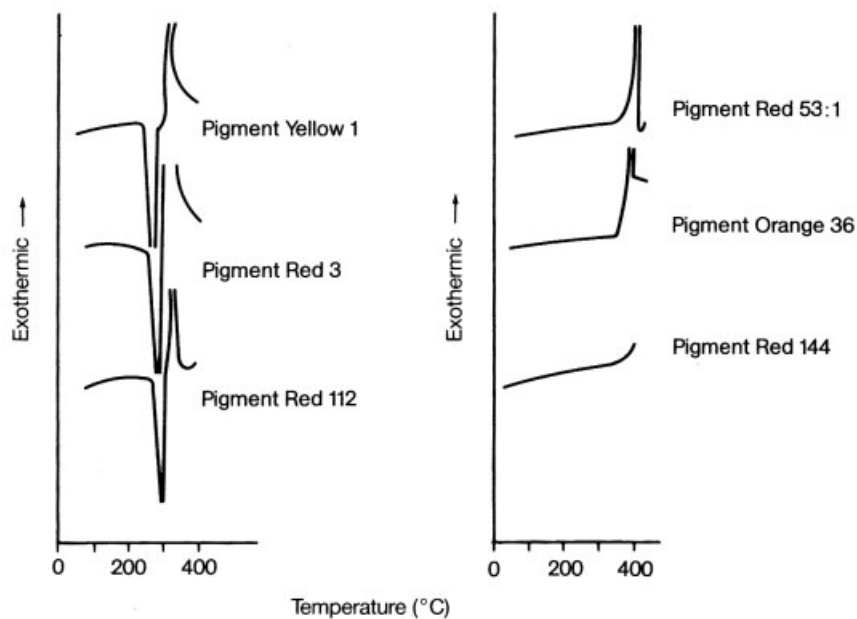 Exothermic →
Pigment Yellow 1
Pigment Red 3
Pigment Red 112
0 200 400
Exothermic →
Pigment Red 53:1
Pigment Orange 36
Pigment Red 144
0 200 400
Temperature (°C)